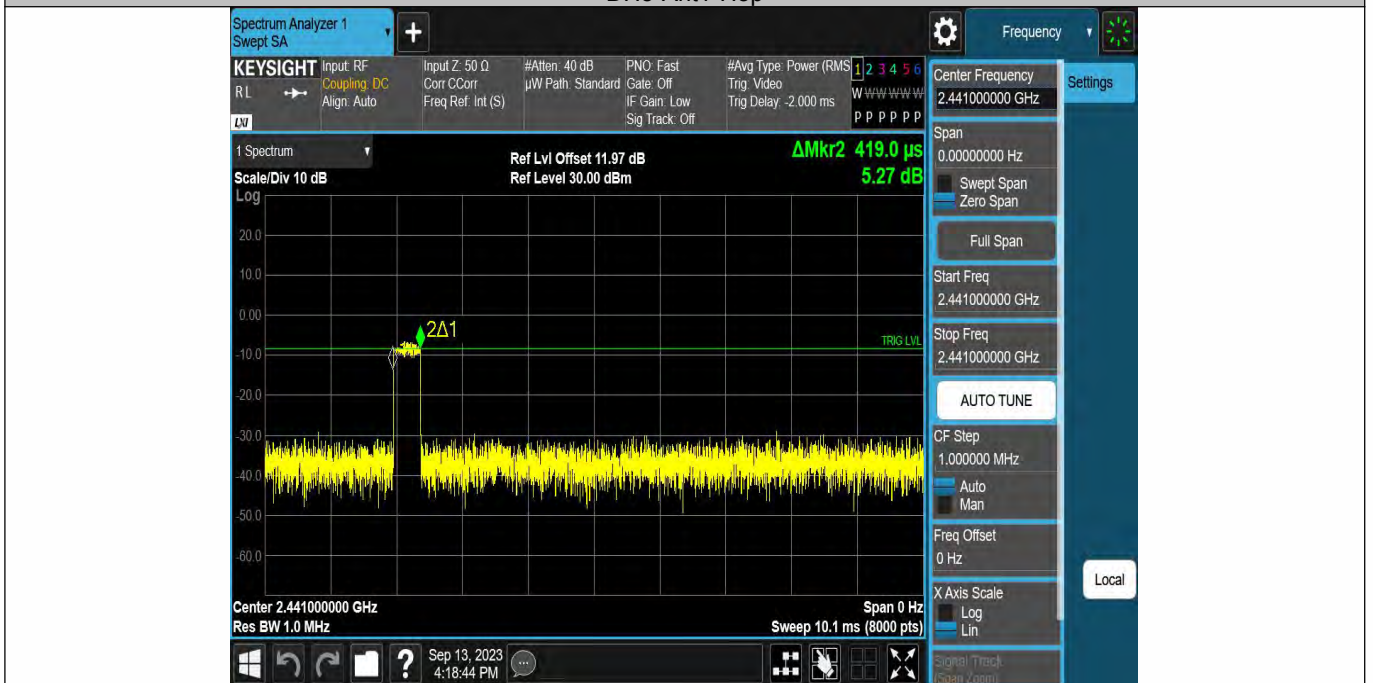 DH5 Ant1 Hop
Spectrum Analyzer 1
Swept SA
Frequency
KEYSIGHT
RL
LXI
Input: RF
Coupling: DC
Align: Auto
Input Z: 50 Ω
Corr CCorr
Freq Ref: Int (S)
#Atten: 40 dB
µW Path: Standard
PNO: Fast
Gate: Off
IF Gain: Low
Sig Track: Off
#Avg Type: Power (RMS
Trig: Video
Trig Delay: -2.000 ms
1 2 3 4 5 6
W W W W W W
P P P P P P
1 Spectrum
Scale/Div 10 dB
Ref Lvl Offset 11.97 dB
Ref Level 30.00 dBm
ΔMkr2 419.0 µs
5.27 dB
Log
20.0
10.0
0.00
-10.0
-20.0
-30.0
-40.0
-50.0
-60.0
2Δ1
TRIG LVL
Center 2.441000000 GHz
Res BW 1.0 MHz
Span 0 Hz
Sweep 10.1 ms (8000 pts)
Sep 13, 2023
4:18:44 PM
Center Frequency
2.441000000 GHz
Settings
Span
0.00000000 Hz
Swept Span
Zero Span
Full Span
Start Freq
2.441000000 GHz
Stop Freq
2.441000000 GHz
AUTO TUNE
CF Step
1.000000 MHz
Auto
Man
Freq Offset
0 Hz
X Axis Scale
Log
Lin
Local
Signal Track
(Span Zoom)